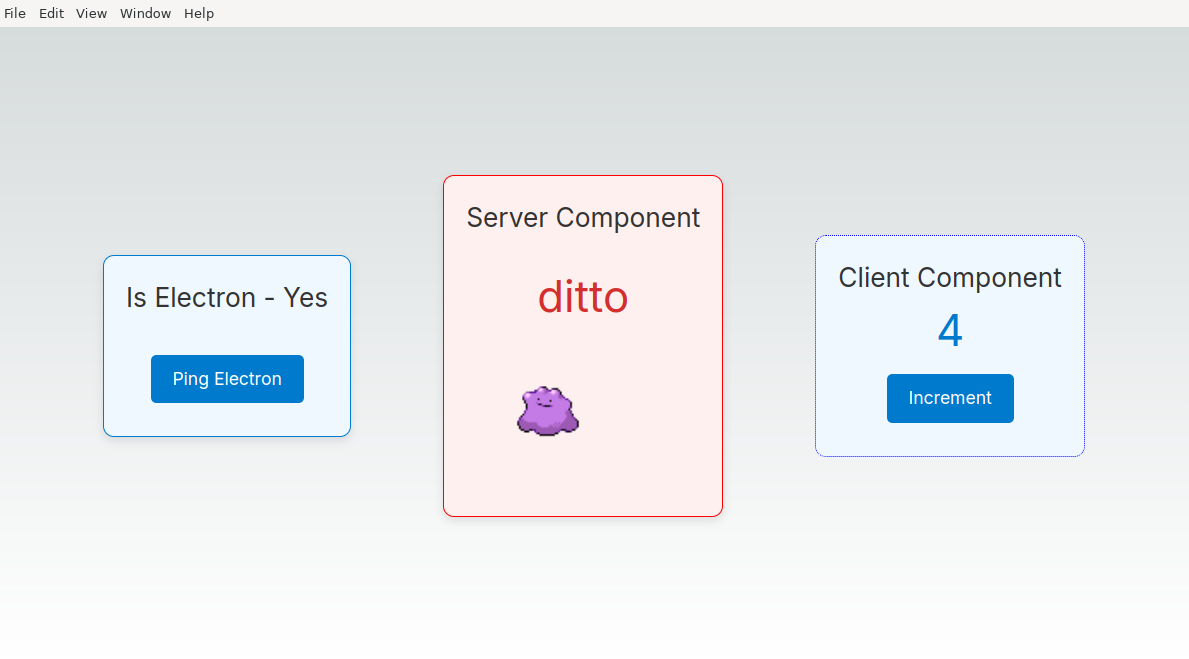 File Edit View Window Help
Is Electron - Yes
Ping Electron
Server Component
ditto
Client Component
4
Increment